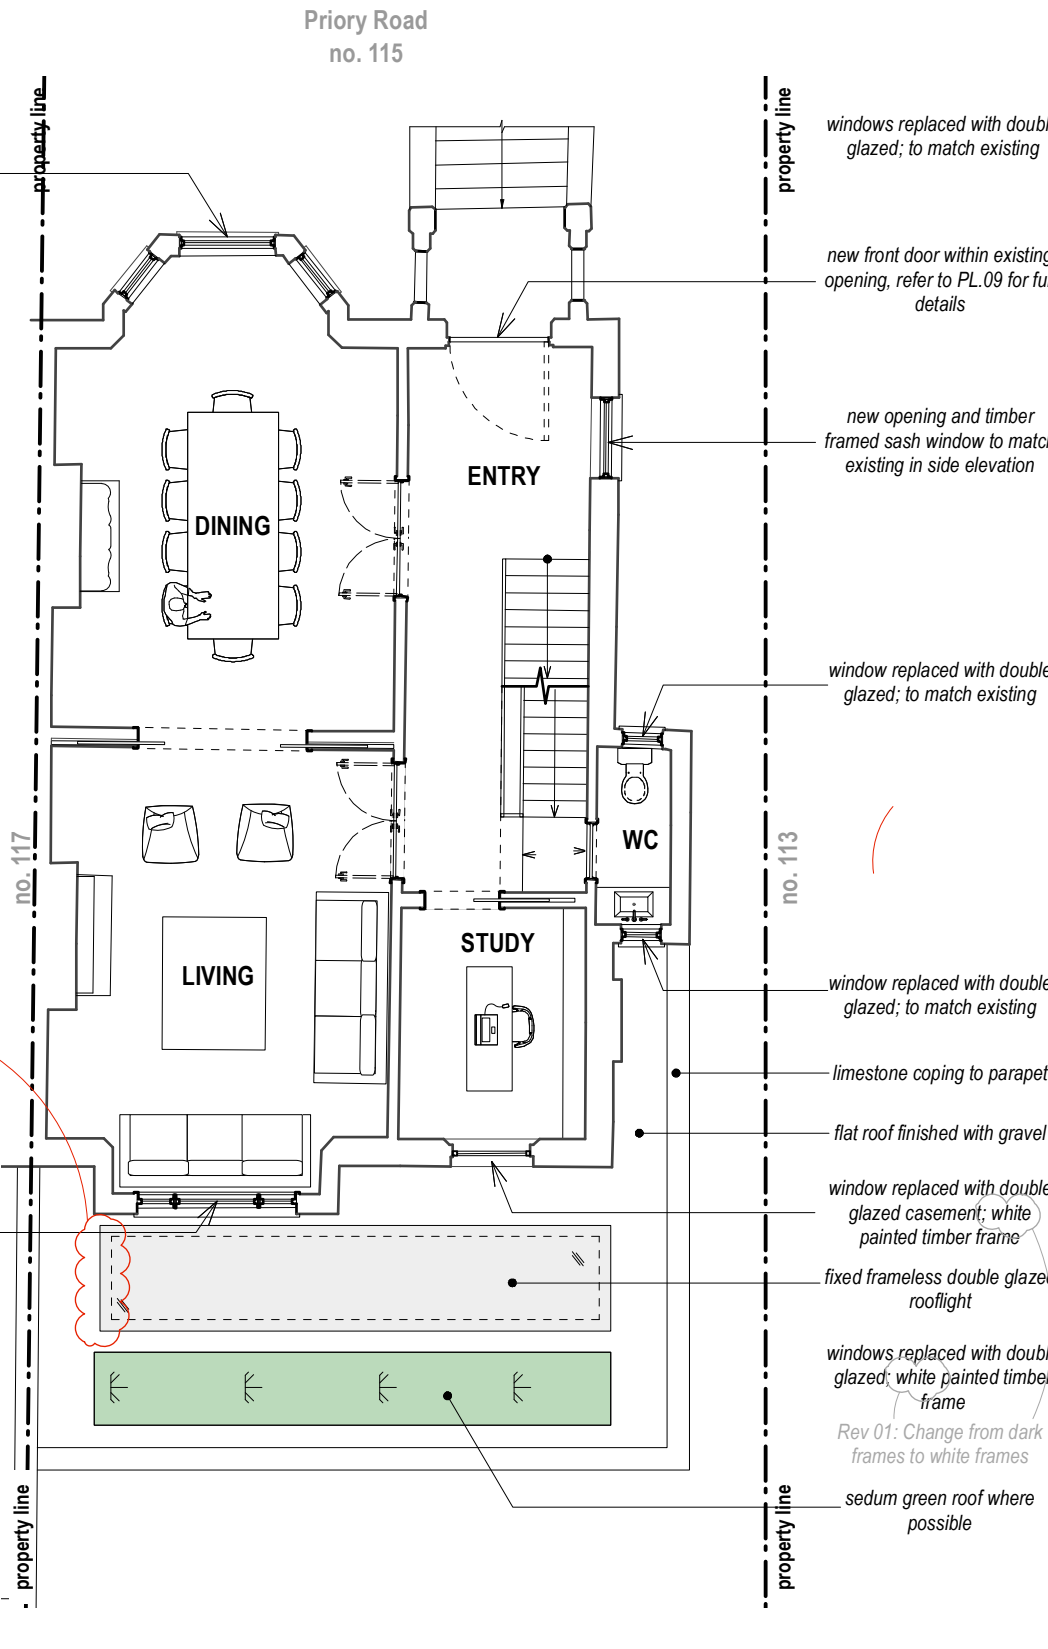 Priory Road
no. 115
property line
property line
windows replaced with doubl
glazed; to match existing
new front door within existing
opening, refer to PL.09 for ful
details
new opening and timber
framed sash window to match
existing in side elevation
ENTRY
DINING
window replaced with double
glazed; to match existing
no. 117
WC
no. 113
STUDY
LIVING
window replaced with double
glazed; to match existing
limestone coping to parapet
flat roof finished with gravel
window replaced with double
glazed casement; white
painted timber frame
fixed frameless double glazed
rooflight
windows replaced with doubl
glazed; white painted timber
frame
Rev 01: Change from dark
frames to white frames
sedum green roof where
possible
property line
property line